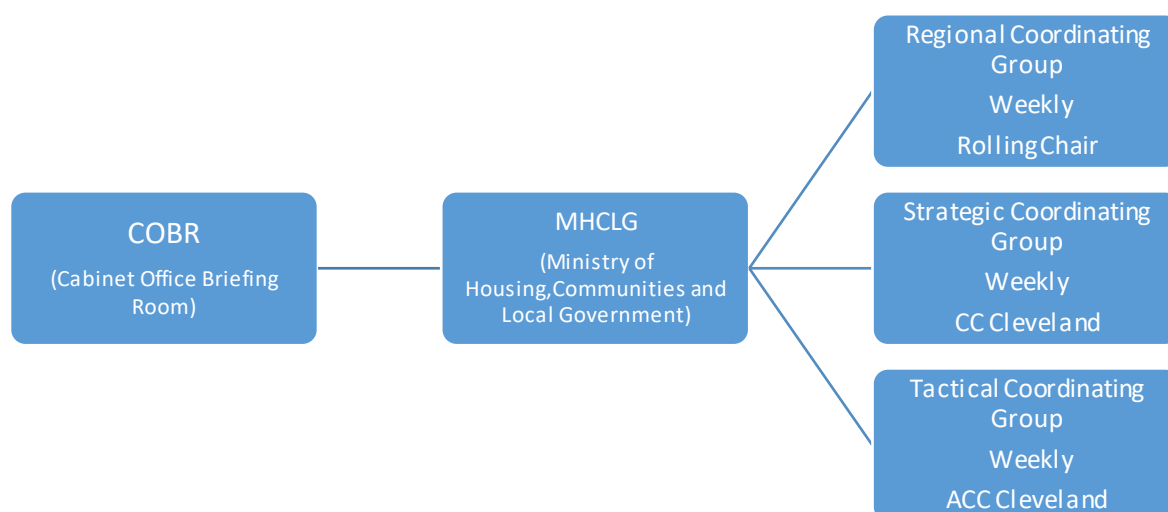 COBR
(Cabinet Office Briefing
Room)
MHCLG
(Ministry of
Housing,Communities and
Local Government)
Regional Coordinating
Group
Weekly
Rolling Chair
Strategic Coordinating
Group
Weekly
CC Cleveland
Tactical Coordinating
Group
Weekly
ACC Cleveland